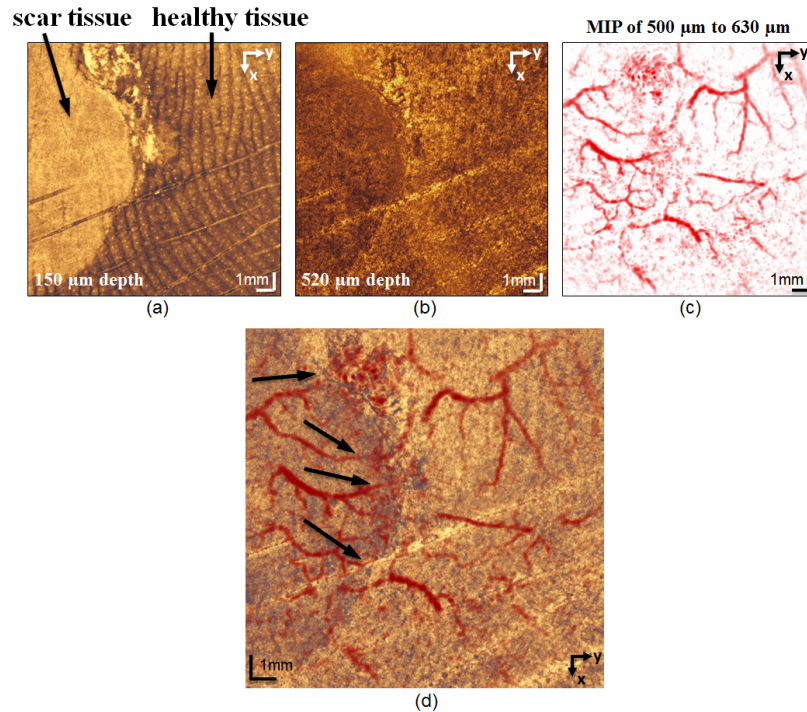 scar tissue healthy tissue
MIP of 500 µm to 630 µm
y
x
150 µm depth
1mm
(a)
y
x
520 µm depth
1mm
(b)
y
x
1mm
(c)
1mm
y
x
(d)